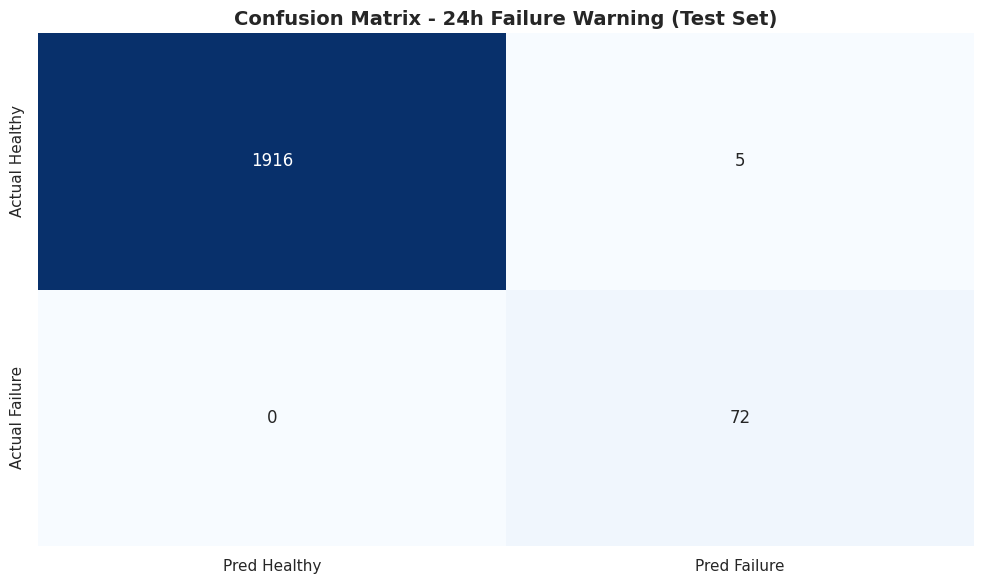 Confusion Matrix - 24h Failure Warning (Test Set)
Actual Healthy
1916
5
Actual Failure
0
72
Pred Healthy
Pred Failure